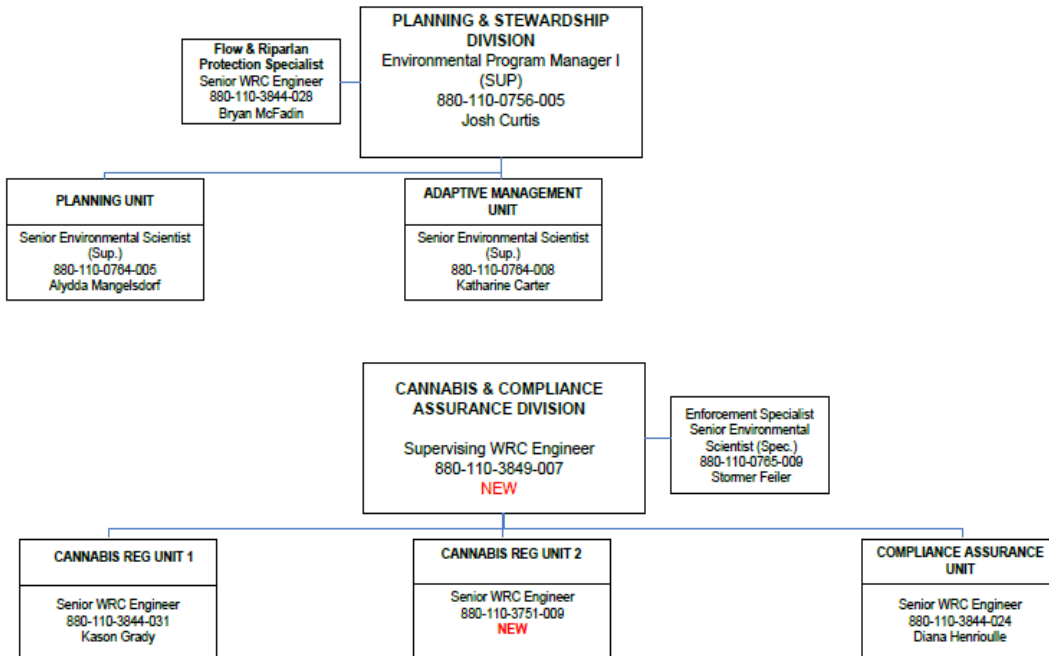 PLANNING & STEWARDSHIP
DIVISION
Environmental Program Manager I
(SUP)
880-110-0756-005
Josh Curtis
Flow & Riparian
Protection Specialist
Senior WRC Engineer
880-110-3844-028
Bryan McFadin
PLANNING UNIT
Senior Environmental Scientist
(Sup.)
880-110-0764-005
Alydda Mangelsdorf
ADAPTIVE MANAGEMENT
UNIT
Senior Environmental Scientist
(Sup.)
880-110-0764-008
Katharine Carter
CANNABIS & COMPLIANCE
ASSURANCE DIVISION
Supervising WRC Engineer
880-110-3849-007
NEW
Enforcement Specialist
Senior Environmental
Scientist (Spec.)
880-110-0765-009
Stormer Feiler
CANNABIS REG UNIT 1
Senior WRC Engineer
880-110-3844-031
Kason Grady
CANNABIS REG UNIT 2
Senior WRC Engineer
880-110-3751-009
NEW
COMPLIANCE ASSURANCE
UNIT
Senior WRC Engineer
880-110-3844-024
Diana Henrioulle